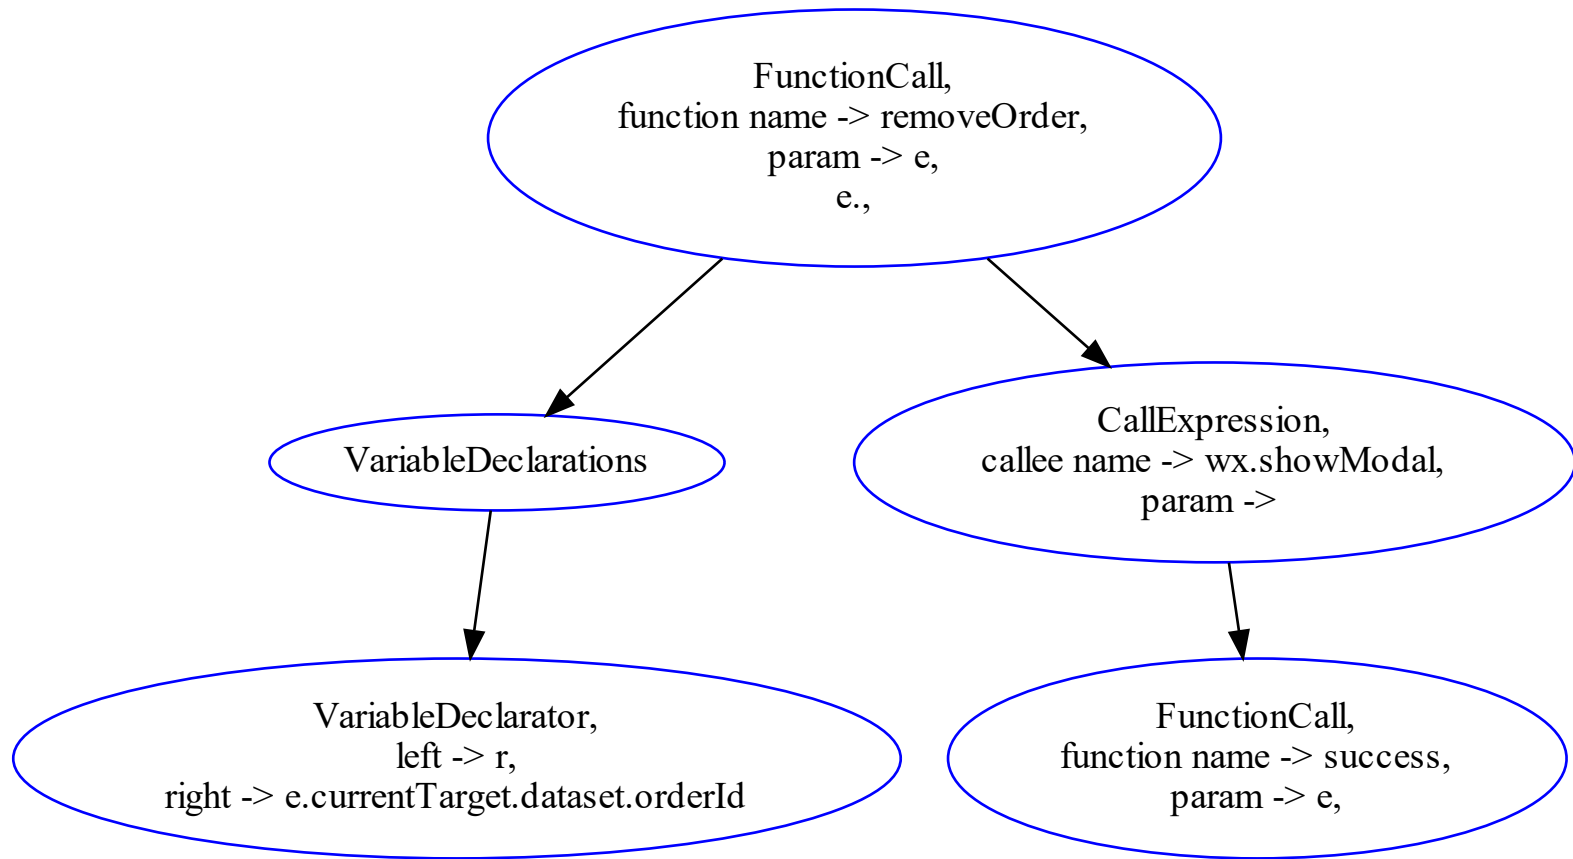 FunctionCall,
function name -> removeOrder,
param -> e,
e.,
VariableDeclarations
CallExpression,
callee name -> wx.showModal,
param ->
VariableDeclarator,
left -> r,
right -> e.currentTarget.dataset.orderId
FunctionCall,
function name -> success,
param -> e,